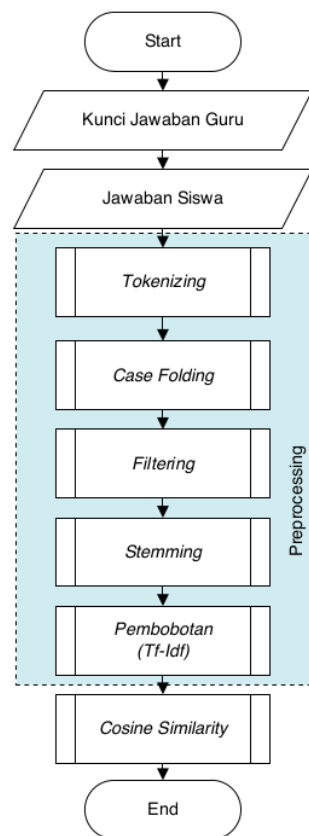 Start
Kunci Jawaban Guru
Jawaban Siswa
Tokenizing
Case Folding
Filtering
Stemming
Pembobotan
(Tf-Idf)
Preprocessing
Cosine Similarity
End